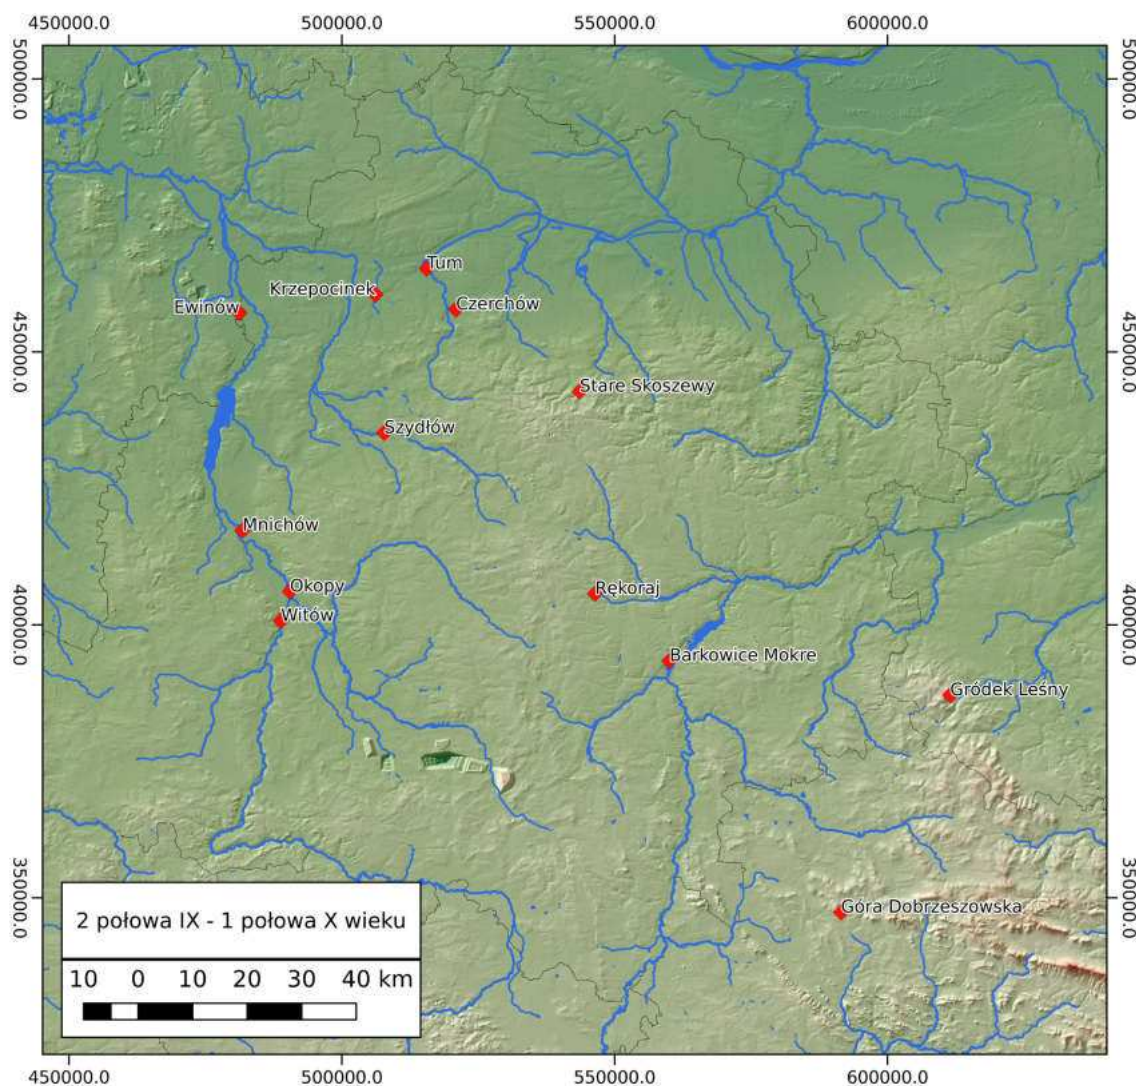 450000.0 500000.0 550000.0 600000.0
500000.0 500000.0
Tum
Krzepocinek
Czerchów
Ewinów
450000.0 450000.0
Stare Skoszewy
Szydłów
Mnichów
Okopy
Rękoraj
Witów
400000.0 400000.0
Barkowice Mokre
Gródek Leśny
350000.0 350000.0
Góra Dobrzeszowska
2 połowa IX - 1 połowa X wieku
10 0 10 20 30 40 km
450000.0 500000.0 550000.0 600000.0